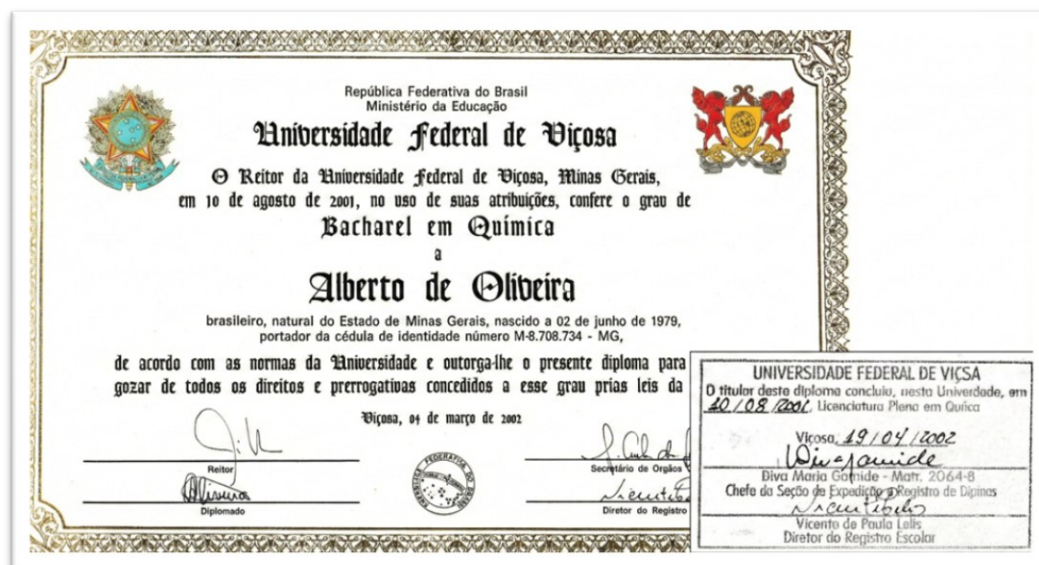 República Federativa do Brasil
Ministério da Educação
Universidade Federal de Viçosa
O Reitor da Universidade Federal de Viçosa, Minas Gerais,
em 10 de agosto de 2001, no uso de suas atribuições, confere o grau de
Bacharel em Química
a
Alberto de Oliveira
brasileiro, natural do Estado de Minas Gerais, nascido a 02 de junho de 1979,
portador da cédula de identidade número M-8.708.734 - MG,
de acordo com as normas da Universidade e outorga-lhe o presente diploma para
gozar de todos os direitos e prerrogativas concedidos a esse grau prias leis da
Viçosa, 04 de março de 2002
Reitor
Diplomado
Secretário de Orgãos
Diretor do Registro
UNIVERSIDADE FEDERAL DE VIÇSA
O titular deste diploma concluiu, nesta Univerdade, em
10/08/2001, Licenciatura Plena em Qurica
Viçosa, 19/04/2002
Diva Maria Gomide - Matr. 2064-8
Chefe da Seção de Expedição e Registro de Dipinas
Vicente de Paula Lelis
Diretor do Registro Escolar